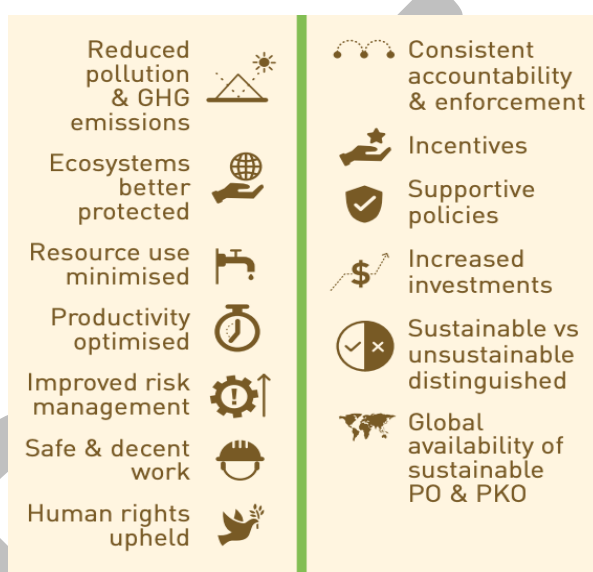 Reduced
pollution
& GHG
emissions
Ecosystems
better
protected
Resource use
minimised
Productivity
optimised
Improved risk
management
Safe & decent
work
Human rights
upheld
Consistent
accountability
& enforcement
Incentives
Supportive
policies
Increased
investments
Sustainable vs
unsustainable
distinguished
Global
availability of
sustainable
PO & PKO